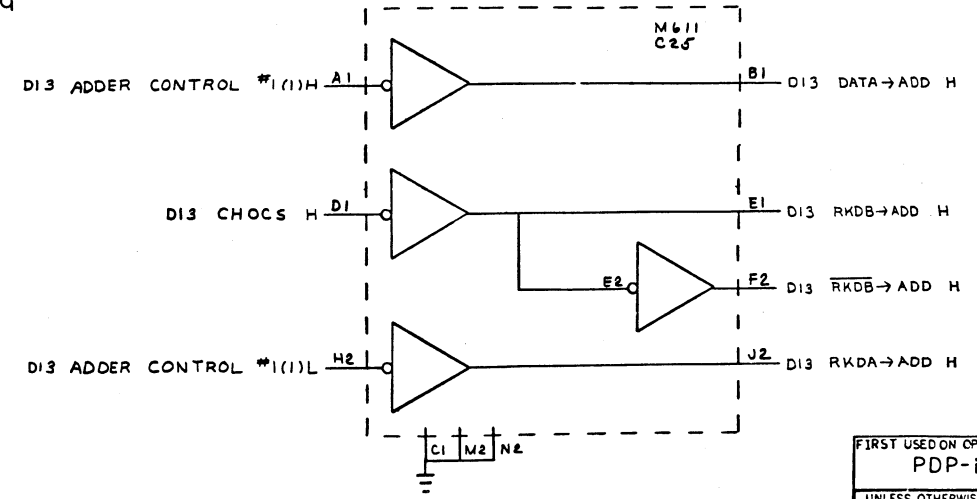 M611
C25
D13 ADDER CONTROL #1(1)H A1 B1 D13 DATA→ADD H
D13 CHOCS H D1 E1 D13 RKDB→ADD H
E2 F2 D13 R̅K̅D̅B̅→ADD H
D13 ADDER CONTROL #1(1)L H2 J2 D13 RKDA→ADD H
C1 M2 N2
FIRST USED ON OP
PDP-
UNLESS OTHERWIS